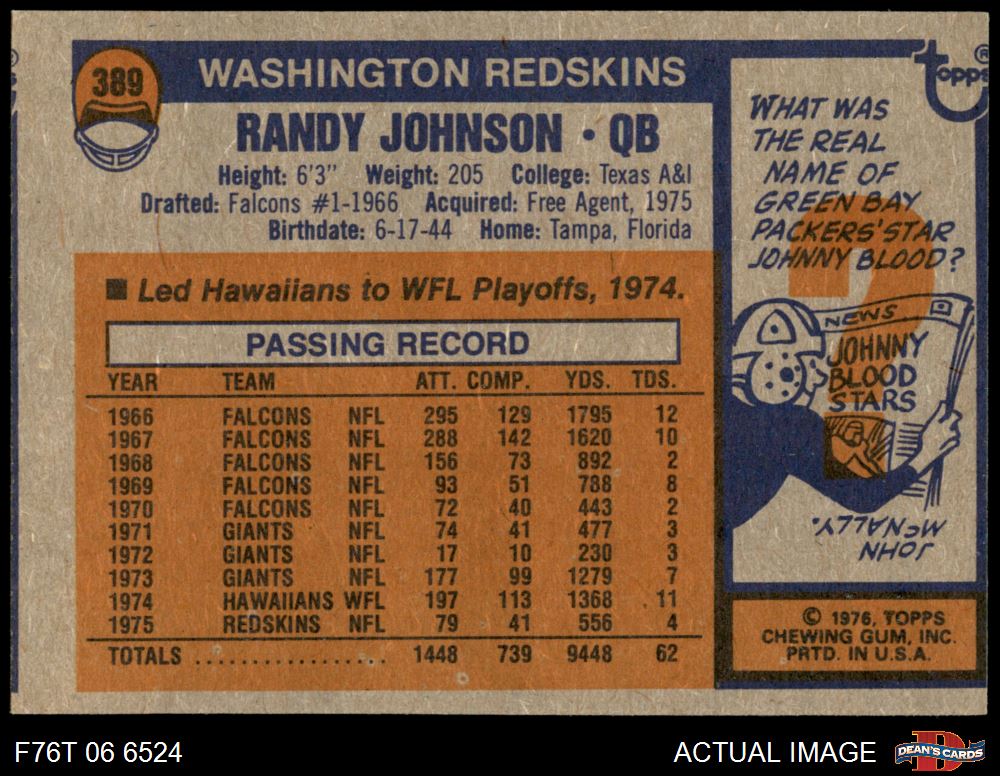 389
WASHINGTON REDSKINS
RANDY JOHNSON • QB
Height: 6'3" Weight: 205 College: Texas A&I
Drafted: Falcons #1-1966 Acquired: Free Agent, 1975
Birthdate: 6-17-44 Home: Tampa, Florida
■ Led Hawaiians to WFL Playoffs, 1974.
PASSING RECORD
YEAR TEAM ATT. COMP. YDS. TDS.
1966 FALCONS NFL 295 129 1795 12
1967 FALCONS NFL 288 142 1620 10
1968 FALCONS NFL 156 73 892 2
1969 FALCONS NFL 93 51 788 8
1970 FALCONS NFL 72 40 443 2
1971 GIANTS NFL 74 41 477 3
1972 GIANTS NFL 17 10 230 3
1973 GIANTS NFL 177 99 1279 7
1974 HAWAIIANS WFL 197 113 1368 11
1975 REDSKINS NFL 79 41 556 4
TOTALS .................. 1448 739 9448 62
topps ®
WHAT WAS
THE REAL
NAME OF
GREEN BAY
PACKERS' STAR
JOHNNY BLOOD?
?
NEWS
JOHNNY
BLOOD
STARS
JOHN
MCNALLY.
© 1976, TOPPS
CHEWING GUM, INC.
PRTD. IN U.S.A.
F76T 06 6524
ACTUAL IMAGE
DEAN'S CARDS